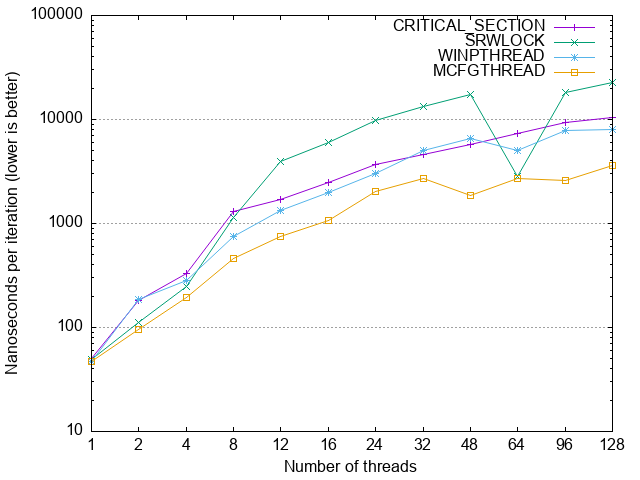 100000
10000
1000
100
10
Nanoseconds per iteration (lower is better)
CRITICAL_SECTION
SRWLOCK
WINPTHREAD
MCFGTHREAD
1 2 4 8 12 16 24 32 48 64 96 128
Number of threads